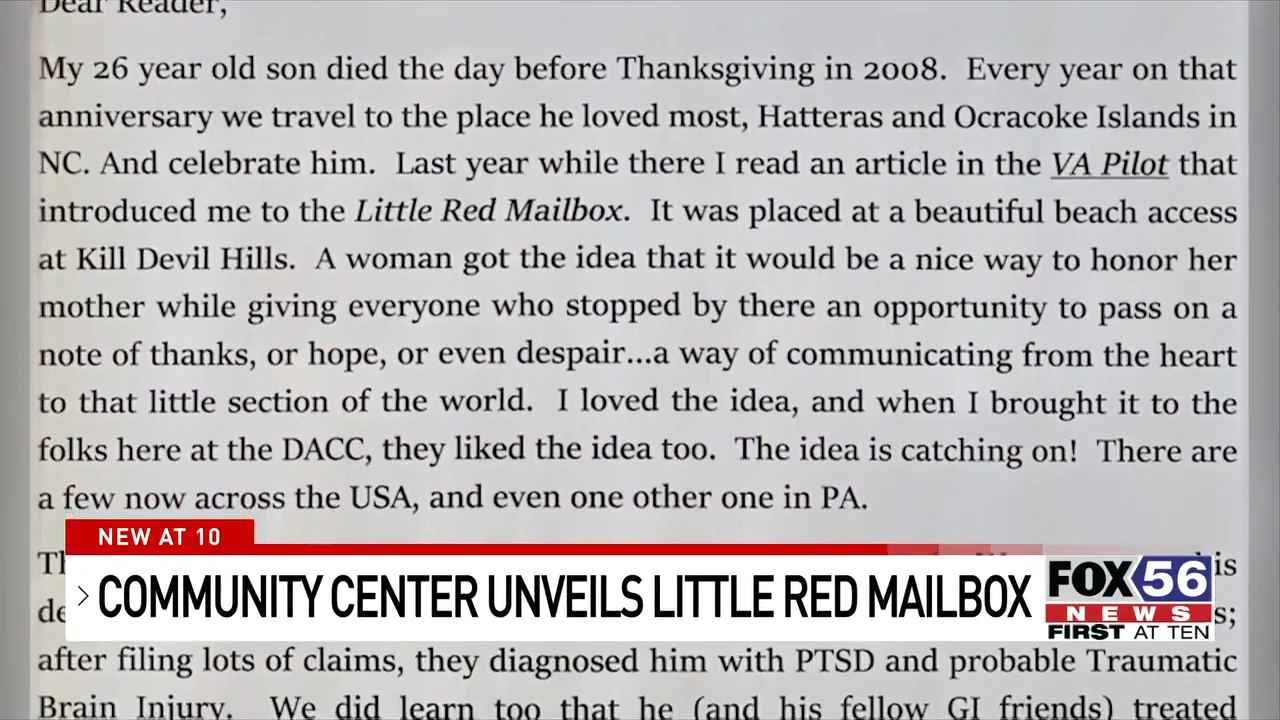 Dear Reader,
My 26 year old son died the day before Thanksgiving in 2008. Every year on that
anniversary we travel to the place he loved most, Hatteras and Ocracoke Islands in
NC. And celebrate him. Last year while there I read an article in the VA Pilot that
introduced me to the Little Red Mailbox. It was placed at a beautiful beach access
at Kill Devil Hills. A woman got the idea that it would be a nice way to honor her
mother while giving everyone who stopped by there an opportunity to pass on a
note of thanks, or hope, or even despair...a way of communicating from the heart
to that little section of the world. I loved the idea, and when I brought it to the
folks here at the DACC, they liked the idea too. The idea is catching on! There are
a few now across the USA, and even one other one in PA.
NEW AT 10
COMMUNITY CENTER UNVEILS LITTLE RED MAILBOX
FOX 56
NEWS
FIRST AT TEN
after filing lots of claims, they diagnosed him with PTSD and probable Traumatic
Brain Injury. We did learn too that he (and his fellow GI friends) treated